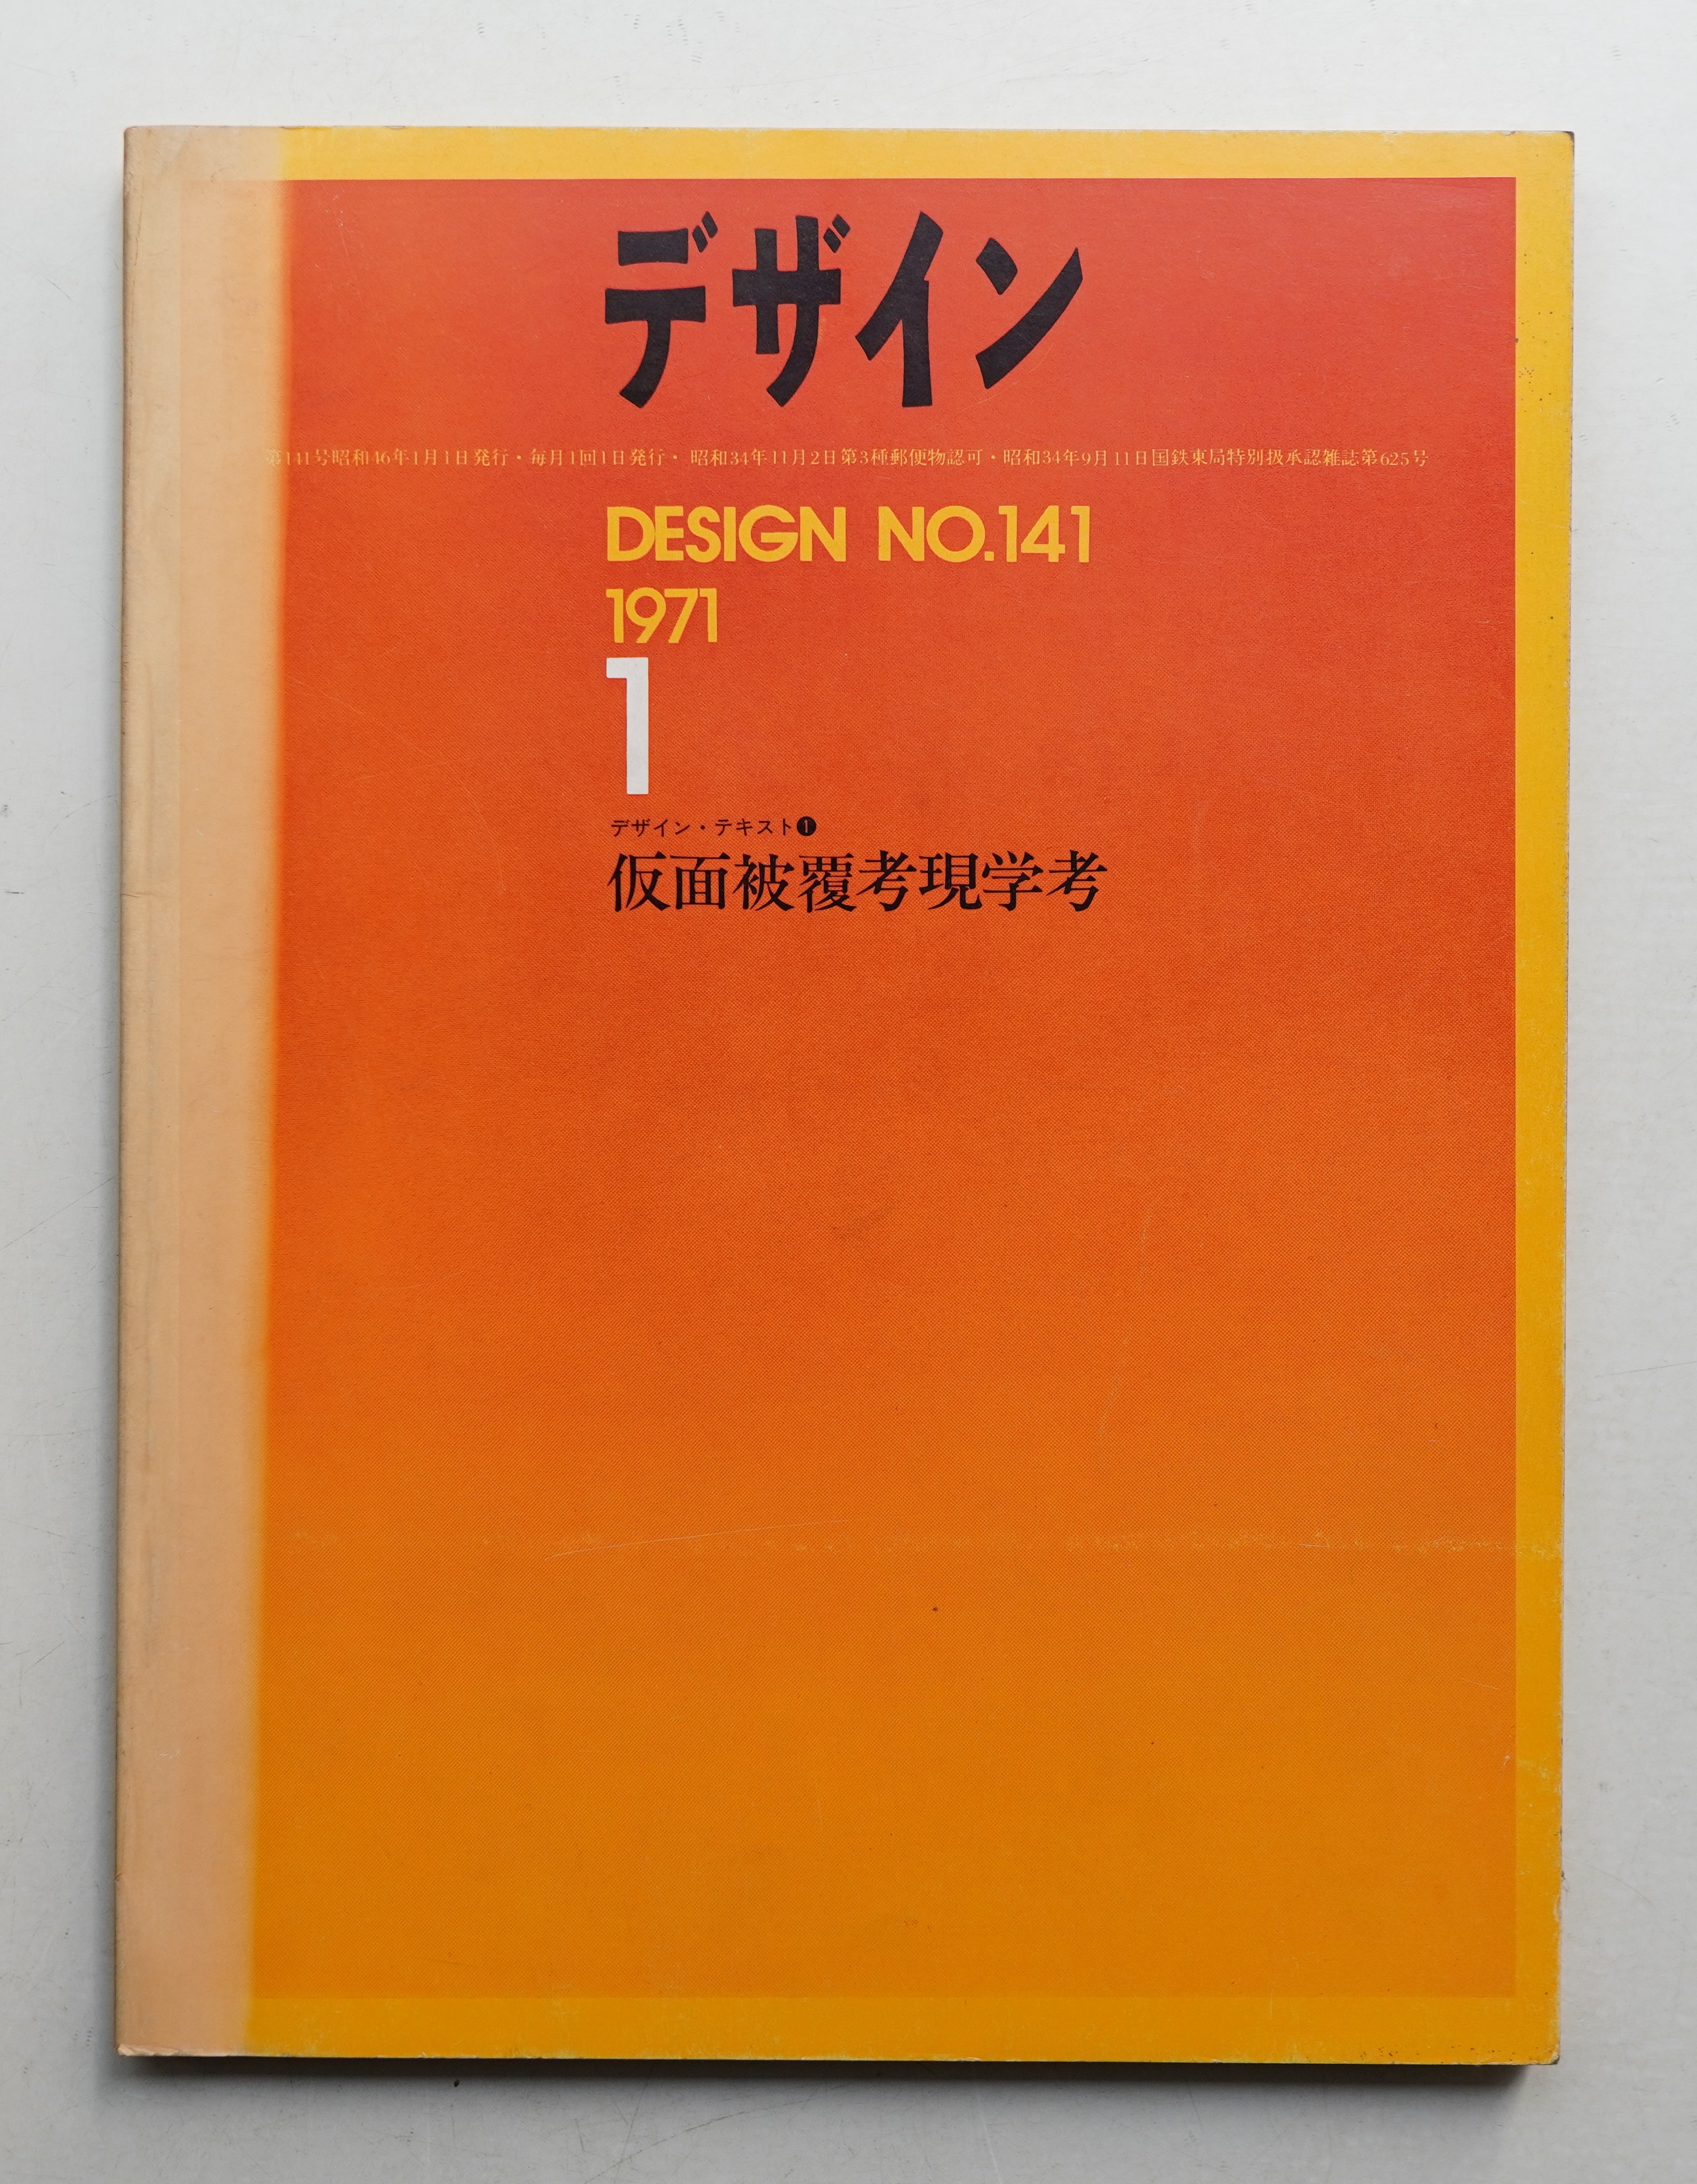 デザイン
第141号昭和46年1月1日発行・毎月1回1日発行・昭和34年11月2日第3種郵便物認可・昭和34年9月11日国鉄東局特別扱承認雑誌第625号
DESIGN NO.141
1971
1
デザイン・テキスト❶
仮面被覆考現学考